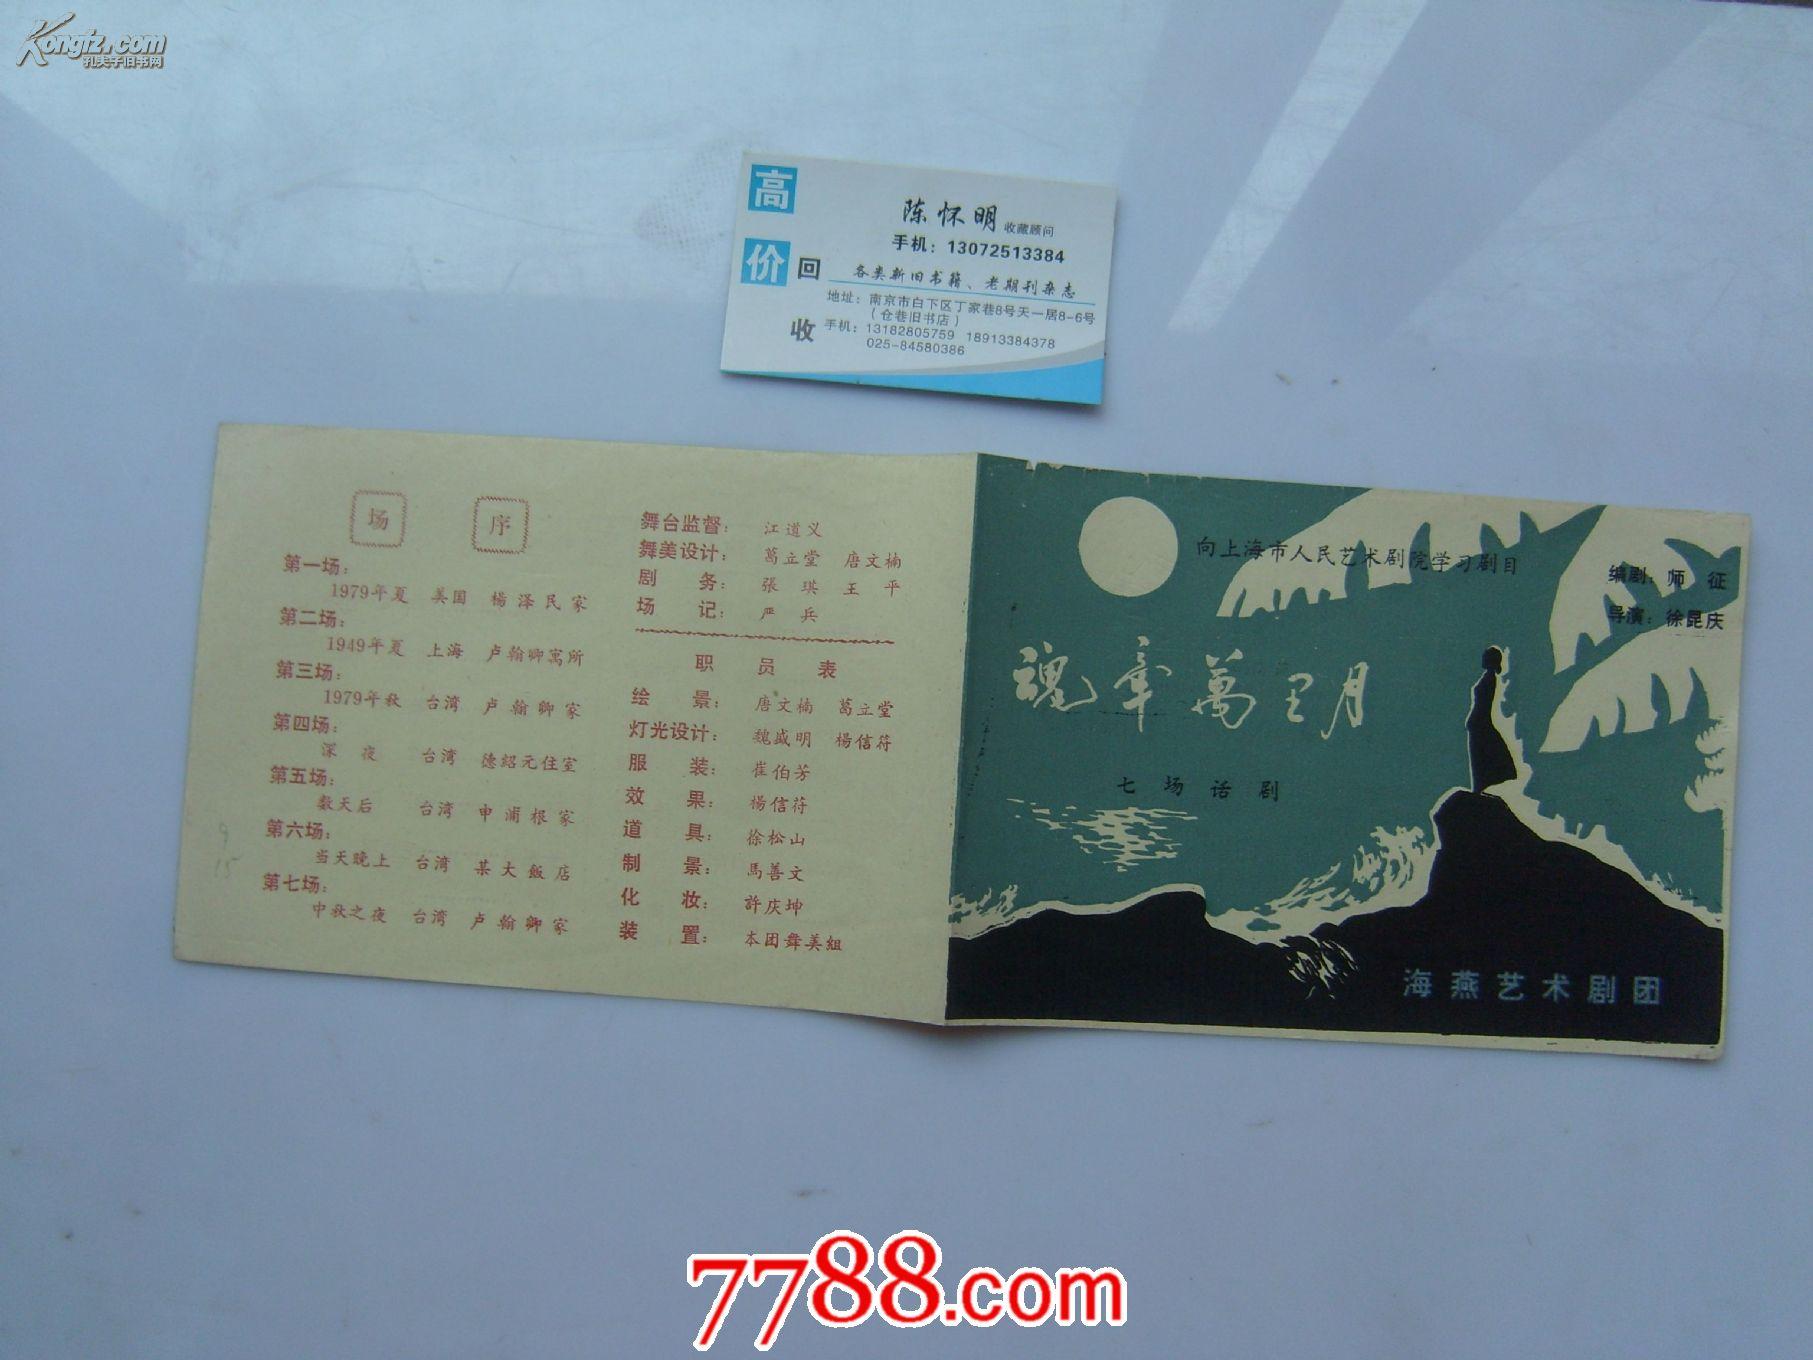 Kongfz.com
孔夫子旧书网
高价回收
陈怀明 收藏顾问
手机：13072513384
各类新旧书籍、老期刊杂志
地址：南京市白下区丁家巷8号天一居8-6号
（仓巷旧书店）
手机：13182805759 18913384378
025-84580386
场 序
第一场：
1979年夏 美国 楊泽民家
第二场：
1949年夏 上海 卢翰卿寓所
第三场：
1979年秋 台湾 卢翰卿家
第四场：
深夜 台湾 德紹元住室
第五场：
数天后 台湾 申浦根家
第六场：
当天晚上 台湾 某大飯店
第七场：
中秋之夜 台湾 卢翰卿家
9
15
舞台监督： 江道义
舞美设计： 葛立堂 唐文楠
剧务： 張琪 王平
场记： 严兵
职员表
绘景： 唐文楠 葛立堂
灯光设计： 魏盛明 楊信符
服装： 崔伯芳
效果： 楊信符
道具： 徐松山
制景： 馬善文
化妆： 許庆坤
装置： 本团舞美組
向上海市人民艺术剧院学习剧目
编剧：师征
导演：徐昆庆
魂牵萬里月
七场话剧
海燕艺术剧团
7788.com